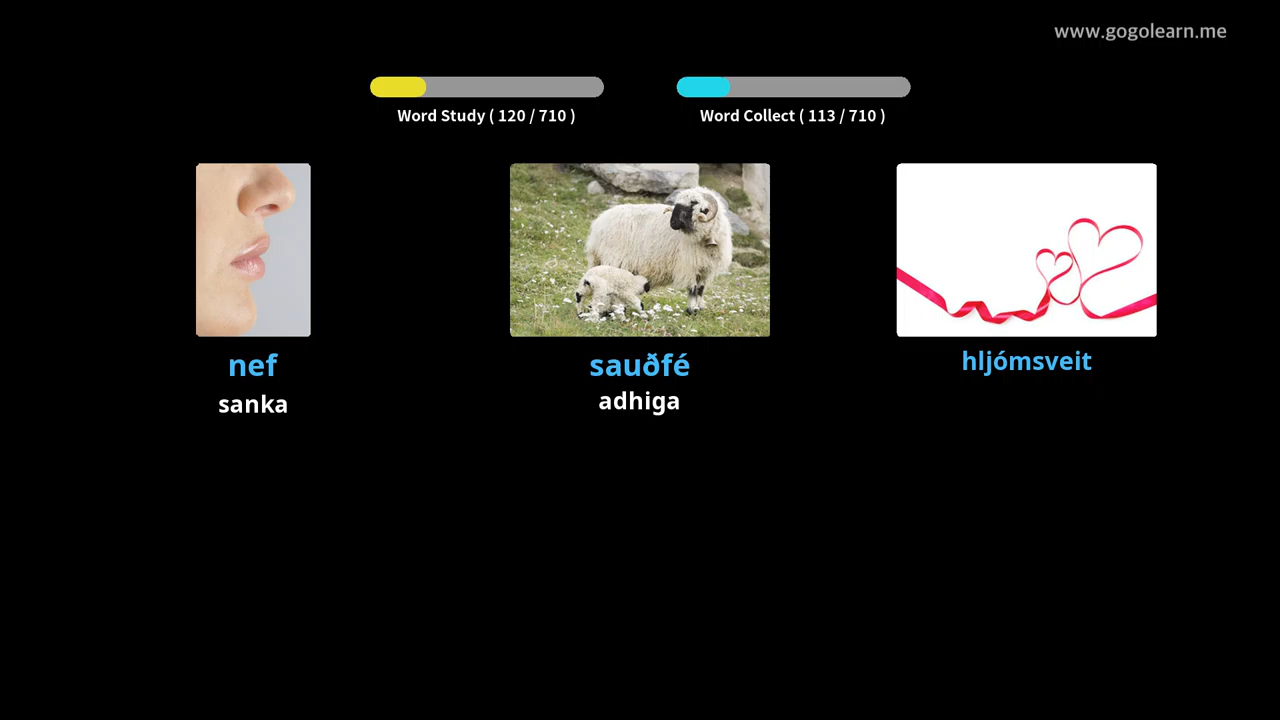 www.gogolearn.me
Word Study ( 120 / 710 )
Word Collect ( 113 / 710 )
nef
sanka
sauðfé
adhiga
hljómsveit